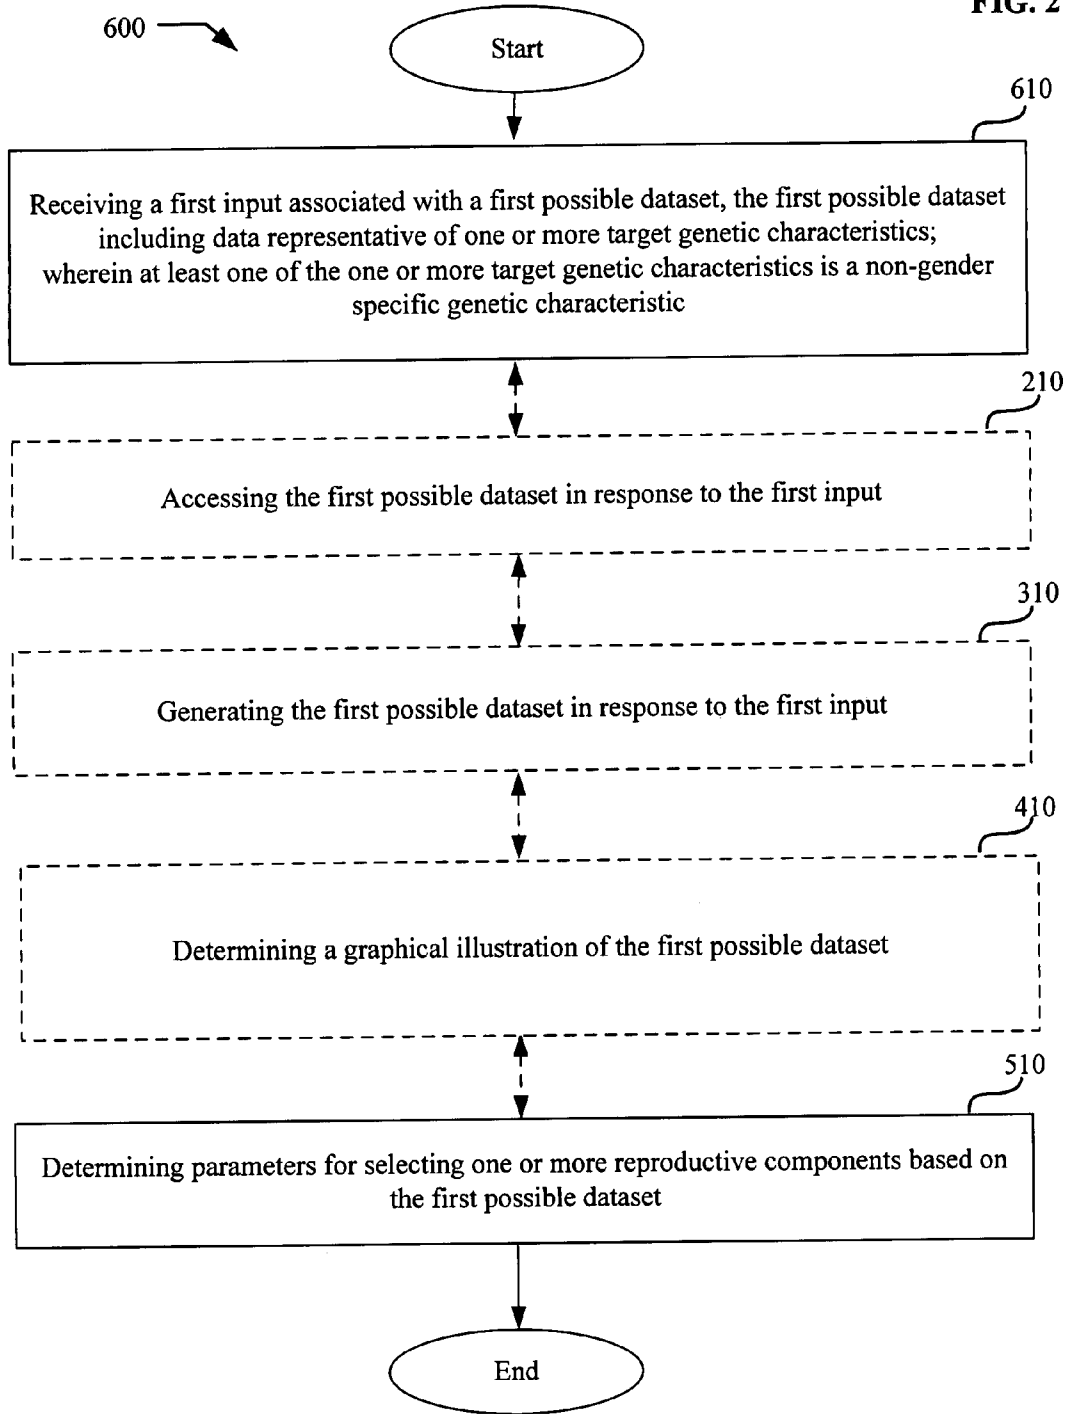 FIG. 2
600
Start
610
Receiving a first input associated with a first possible dataset, the first possible dataset
including data representative of one or more target genetic characteristics;
wherein at least one of the one or more target genetic characteristics is a non-gender
specific genetic characteristic
210
Accessing the first possible dataset in response to the first input
310
Generating the first possible dataset in response to the first input
410
Determining a graphical illustration of the first possible dataset
510
Determining parameters for selecting one or more reproductive components based on
the first possible dataset
End